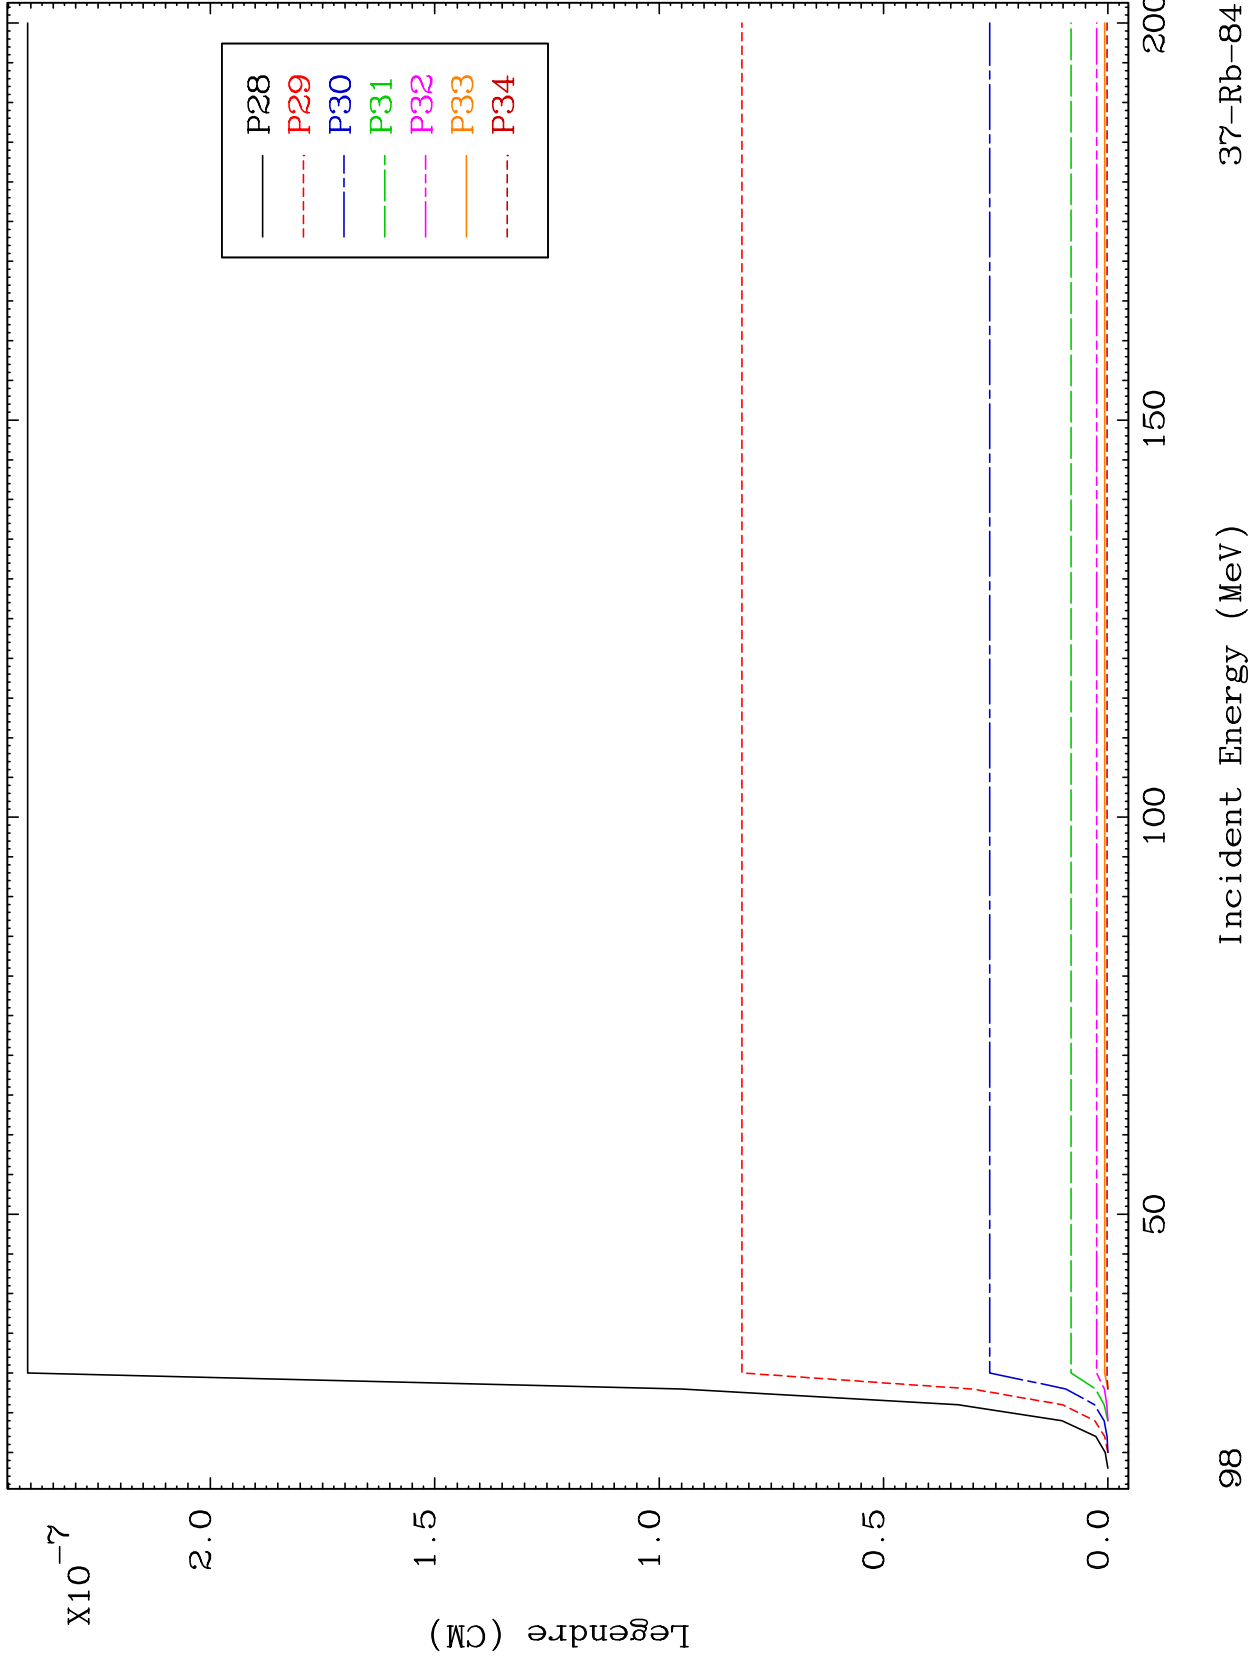 X10-7
Legendre (CM)
2.0
1.5
1.0
0.5
0.0
P28
P29
P30
P31
P32
P33
P34
50
100
150
200
Incident Energy (MeV)
98
37-Rb-84